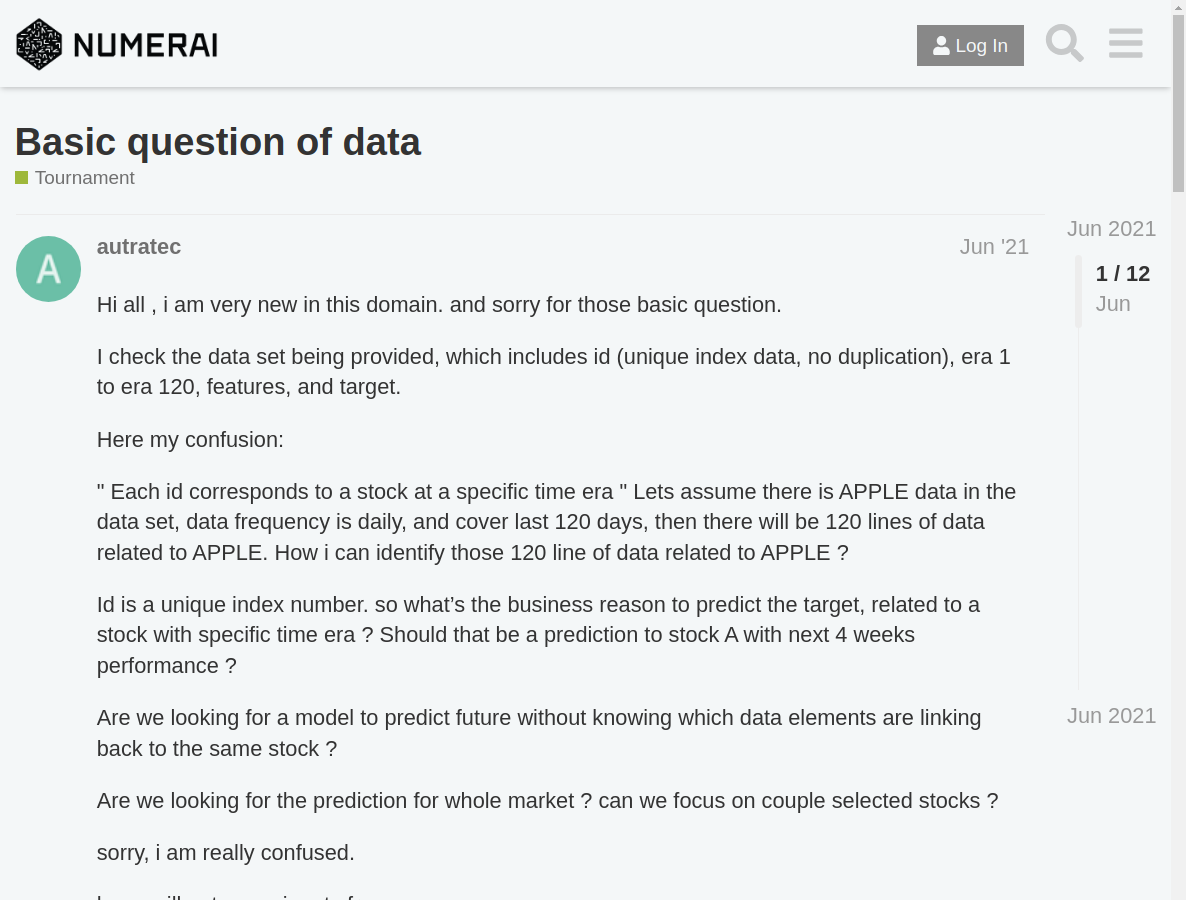 NUMERAI
Log In
Basic question of data
Tournament
Jun 2021
autratec
Jun '21
1 / 12
Jun
Hi all , i am very new in this domain. and sorry for those basic question.
I check the data set being provided, which includes id (unique index data, no duplication), era 1
to era 120, features, and target.
Here my confusion:
" Each id corresponds to a stock at a specific time era " Lets assume there is APPLE data in the
data set, data frequency is daily, and cover last 120 days, then there will be 120 lines of data
related to APPLE. How i can identify those 120 line of data related to APPLE ?
Id is a unique index number. so what’s the business reason to predict the target, related to a
stock with specific time era ? Should that be a prediction to stock A with next 4 weeks
performance ?
Are we looking for a model to predict future without knowing which data elements are linking
back to the same stock ?
Jun 2021
Are we looking for the prediction for whole market ? can we focus on couple selected stocks ?
sorry, i am really confused.